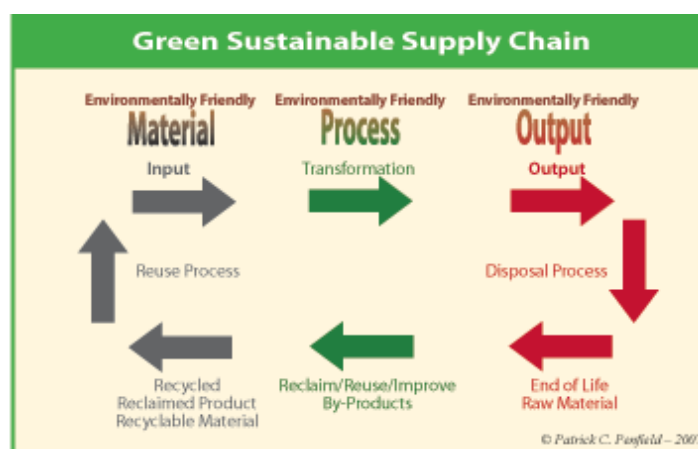 Green Sustainable Supply Chain
Environmentally Friendly
Material
Environmentally Friendly
Process
Environmentally Friendly
Output
Input
Transformation
Output
Reuse Process
Disposal Process
Recycled
Reclaimed Product
Recyclable Material
Reclaim/Reuse/Improve
By-Products
End of Life
Raw Material
© Patrick C. Penfield –